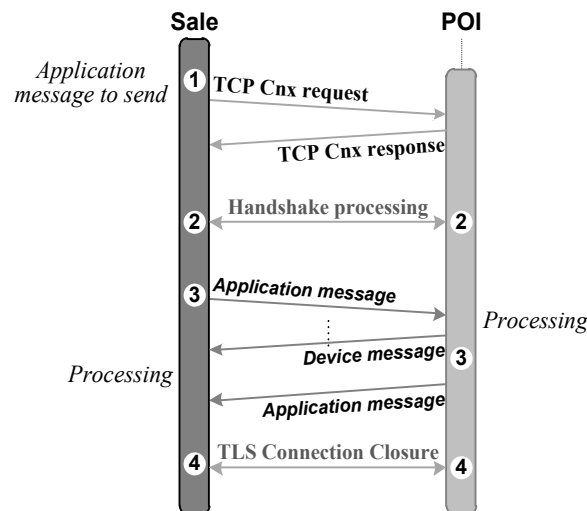 Sale
POI
Application
message to send
1
TCP Cnx request
TCP Cnx response
2
Handshake processing
2
3
Application message
Processing
Device message
3
Processing
Application message
4
TLS Connection Closure
4